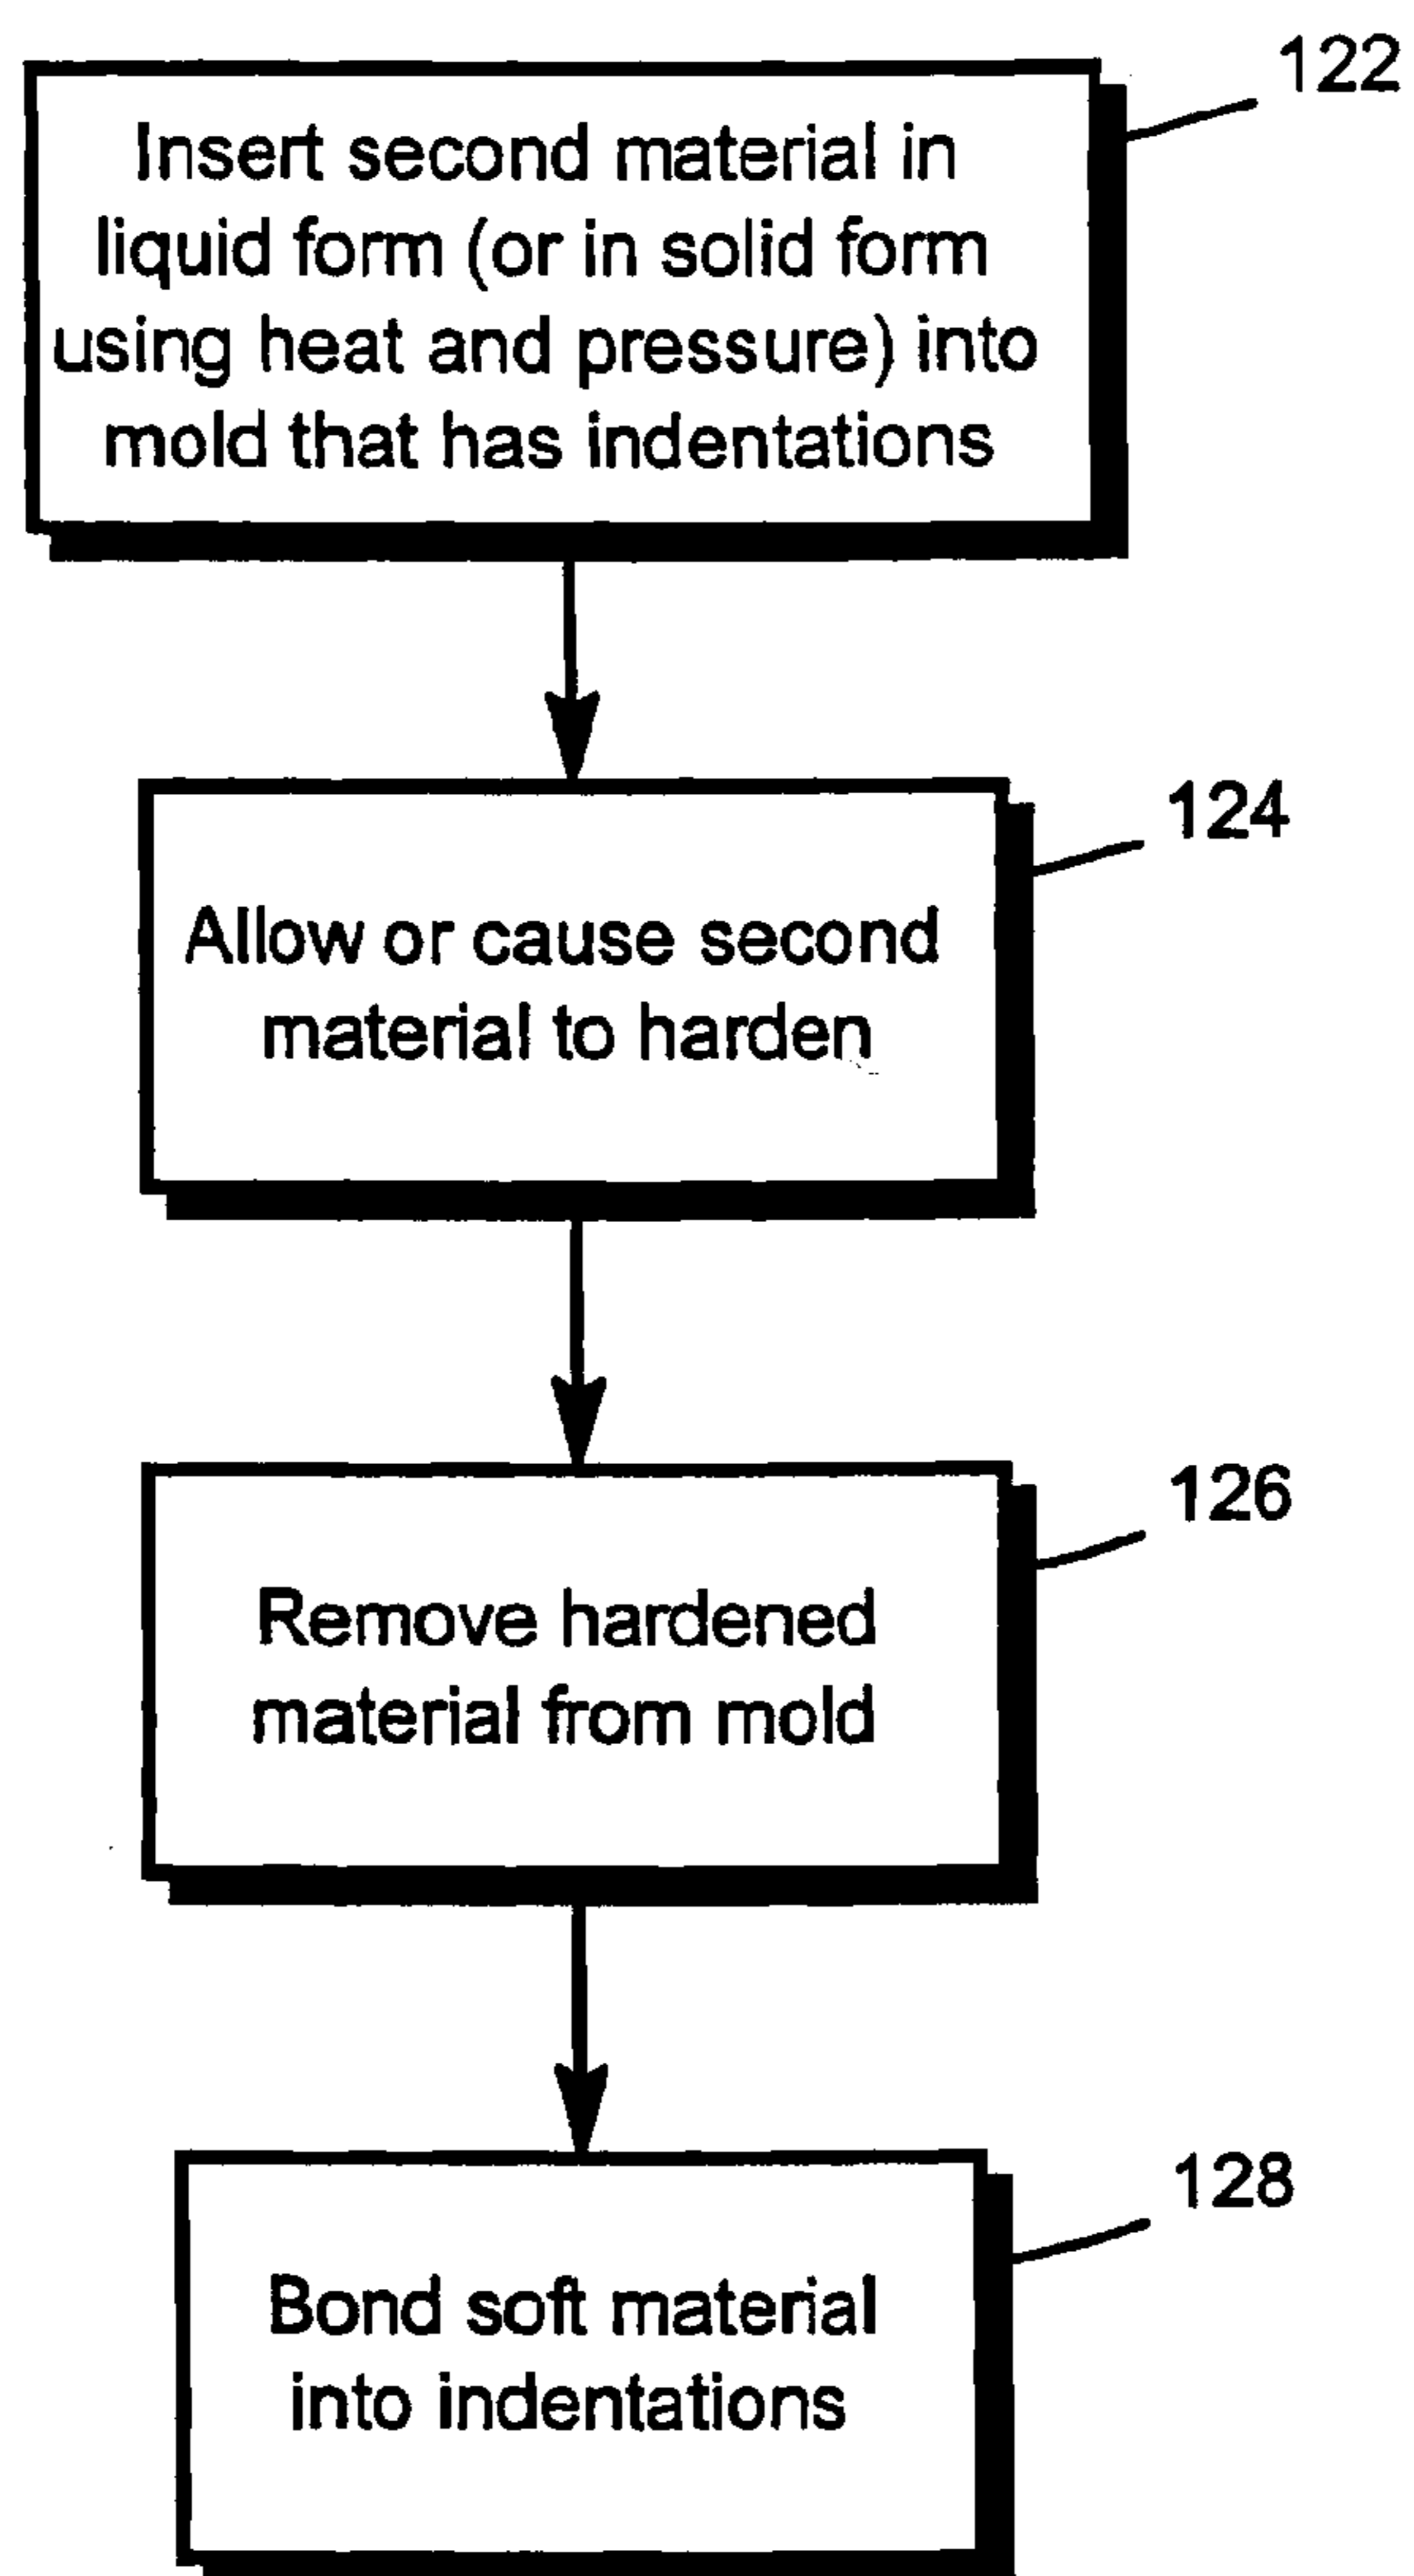 122
Insert second material in
liquid form (or in solid form
using heat and pressure) into
mold that has indentations
124
Allow or cause second
material to harden
126
Remove hardened
material from mold
128
Bond soft material
into indentations